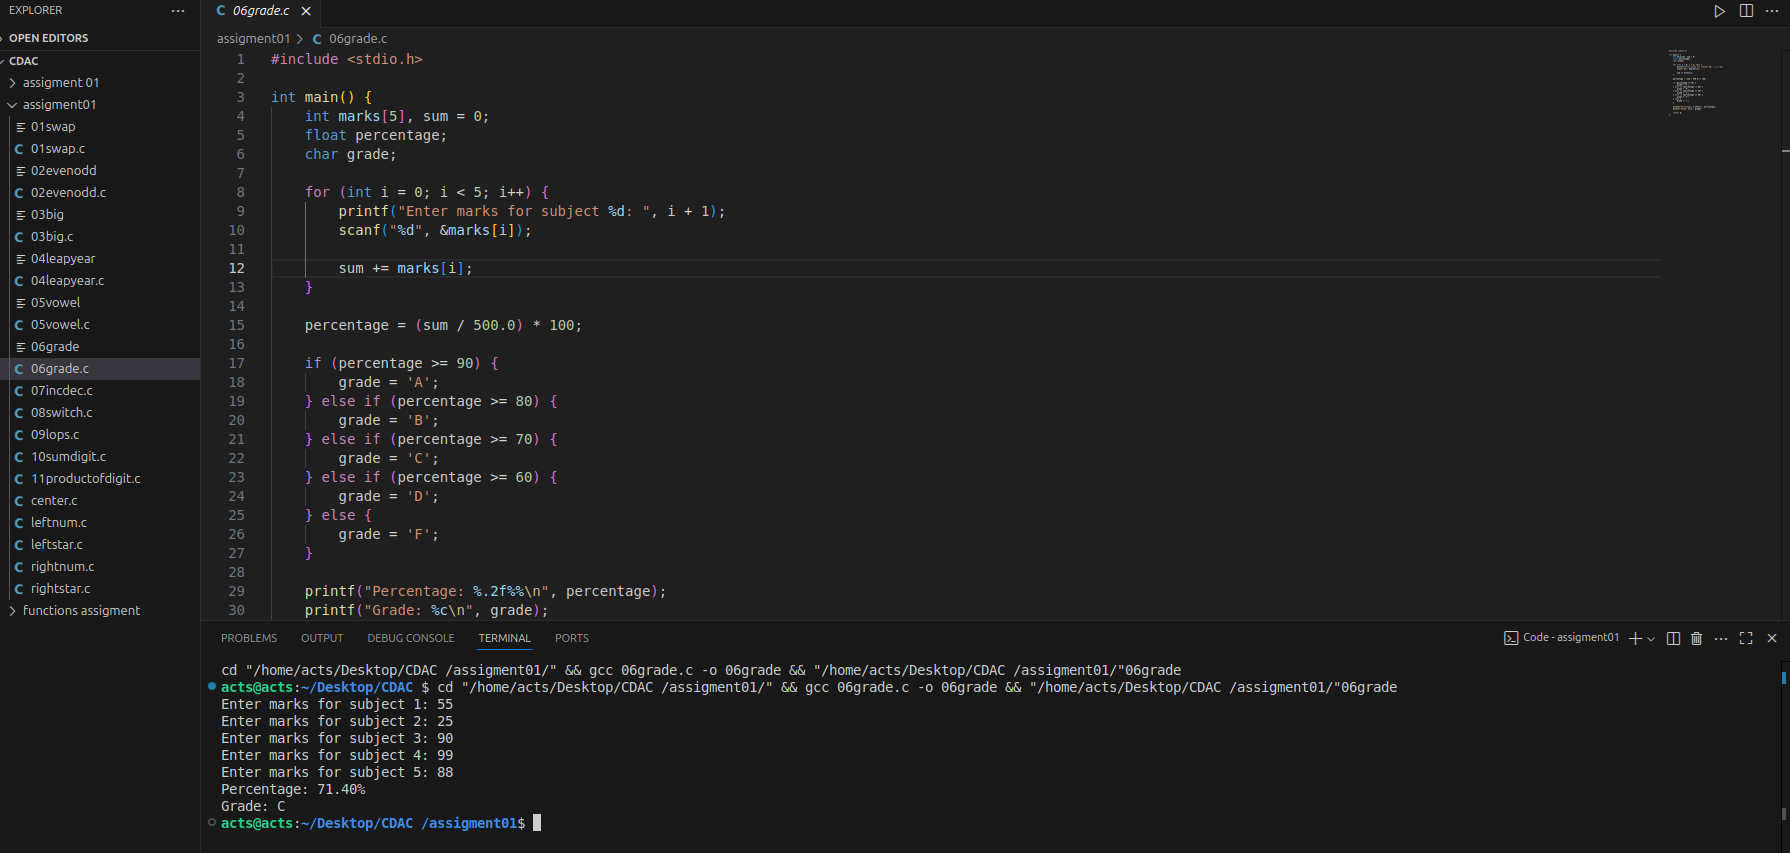 EXPLORER
OPEN EDITORS
CDAC
assigment 01
assigment01
01swap
01swap.c
02evenodd
02evenodd.c
03big
03big.c
04leapyear
04leapyear.c
05vowel
05vowel.c
06grade
06grade.c
07incdec.c
08switch.c
09lops.c
10sumdigit.c
11productofdigit.c
center.c
leftnum.c
leftstar.c
rightnum.c
rightstar.c
functions assigment
C 06grade.c
assigment01 > C 06grade.c
1 #include <stdio.h>
2
3 int main() {
4     int marks[5], sum = 0;
5     float percentage;
6     char grade;
7
8     for (int i = 0; i < 5; i++) {
9         printf("Enter marks for subject %d: ", i + 1);
10         scanf("%d", &marks[i]);
11
12         sum += marks[i];
13     }
14
15     percentage = (sum / 500.0) * 100;
16
17     if (percentage >= 90) {
18         grade = 'A';
19     } else if (percentage >= 80) {
20         grade = 'B';
21     } else if (percentage >= 70) {
22         grade = 'C';
23     } else if (percentage >= 60) {
24         grade = 'D';
25     } else {
26         grade = 'F';
27     }
28
29     printf("Percentage: %.2f%%\n", percentage);
30     printf("Grade: %c\n", grade);
PROBLEMS OUTPUT DEBUG CONSOLE TERMINAL PORTS
Code - assigment01
cd "/home/acts/Desktop/CDAC /assigment01/" && gcc 06grade.c -o 06grade && "/home/acts/Desktop/CDAC /assigment01/"06grade
acts@acts:~/Desktop/CDAC $ cd "/home/acts/Desktop/CDAC /assigment01/" && gcc 06grade.c -o 06grade && "/home/acts/Desktop/CDAC /assigment01/"06grade
Enter marks for subject 1: 55
Enter marks for subject 2: 25
Enter marks for subject 3: 90
Enter marks for subject 4: 99
Enter marks for subject 5: 88
Percentage: 71.40%
Grade: C
acts@acts:~/Desktop/CDAC /assigment01$